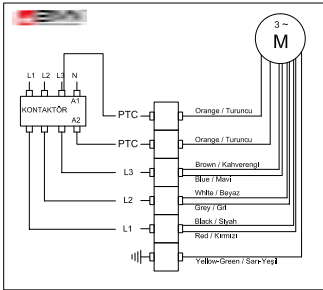 3 ~
M
L1 L2 L3 N
A1
KONTAKTÖR
A2
PTC
Orange / Turuncu
PTC
Orange / Turuncu
L3
Brown / Kahverengi
Blue / Mavi
L2
White / Beyaz
Grey / Gri
L1
Black / Siyah
Red / Kırmızı
Yellow-Green / Sarı-Yeşil